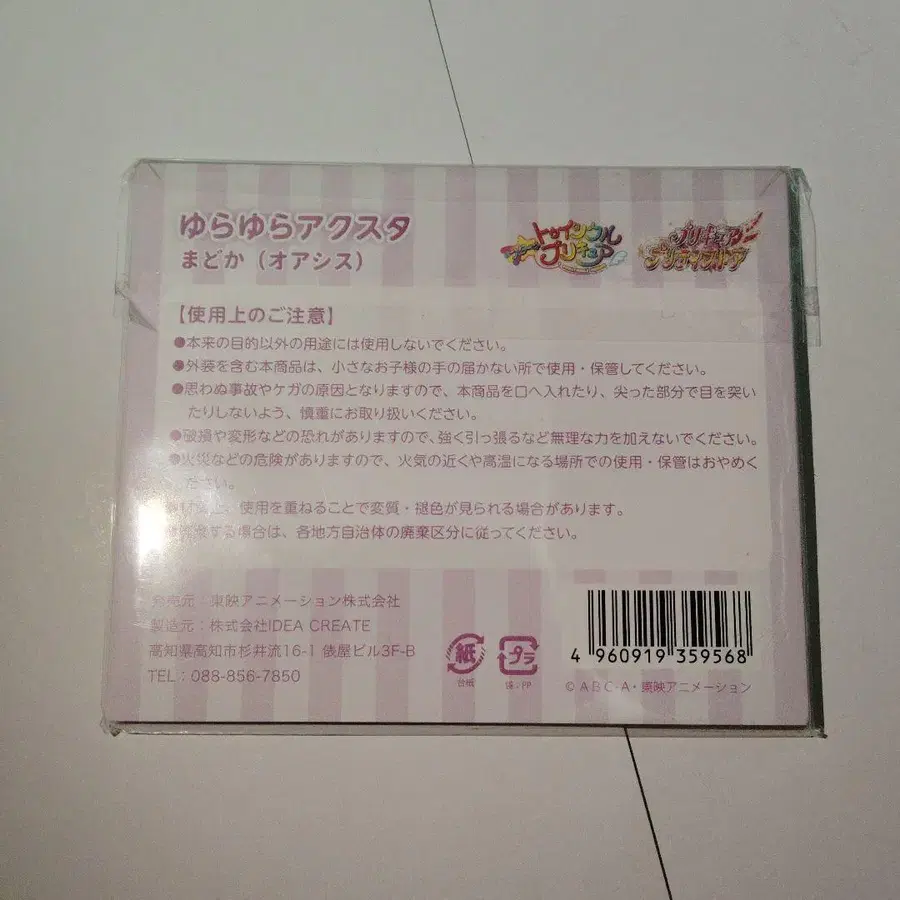 ゆらゆらアクスタ
まどか（オアシス）
トゥインクル
プリキュア
プリキュア
プリティストア
【使用上のご注意】
●本来の目的以外の用途には使用しないでください。
●外装を含む本商品は、小さなお子様の手の届かない所で使用・保管してください。
●思わぬ事故やケガの原因となりますので、本商品を口へ入れたり、尖った部分で目を突い
たりしないよう、慎重にお取り扱いください。
●破損や変形などの恐れがありますので、強く引っ張るなど無理な力を加えないでください。
●火災などの危険がありますので、火気の近くや高温になる場所での使用・保管はおやめく
ださい。
使用を重ねることで変質・褪色が見られる場合があります。
する場合は、各地方自治体の廃棄区分に従ってください。
発売元：東映アニメーション株式会社
製造元：株式会社IDEA CREATE
高知県高知市杉井流16-1 俵屋ビル3F-B
TEL：088-856-7850
紙
台紙
プラ
袋：PP
4 960919 359568
© ABC-A・東映アニメーション